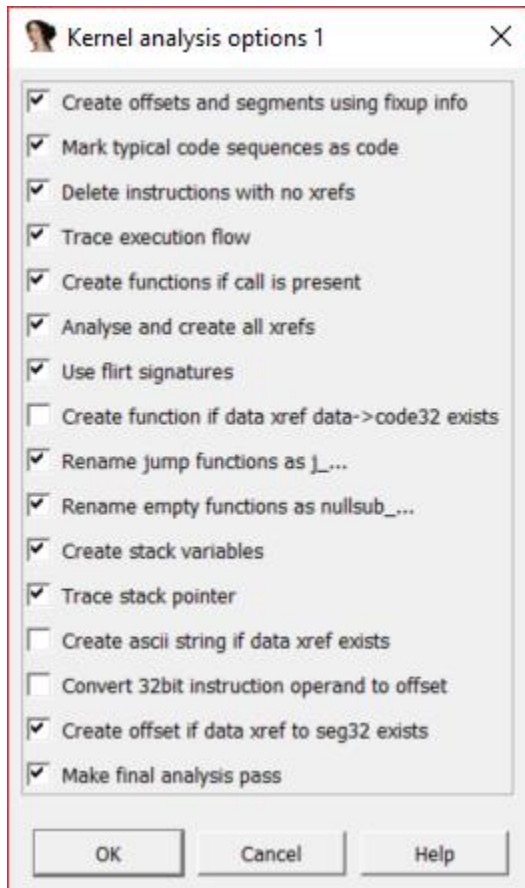 Kernel analysis options 1
Create offsets and segments using fixup info
Mark typical code sequences as code
Delete instructions with no xrefs
Trace execution flow
Create functions if call is present
Analyse and create all xrefs
Use flirt signatures
Create function if data xref data->code32 exists
Rename jump functions as j_...
Rename empty functions as nullsub_...
Create stack variables
Trace stack pointer
Create ascii string if data xref exists
Convert 32bit instruction operand to offset
Create offset if data xref to seg32 exists
Make final analysis pass
OK Cancel Help